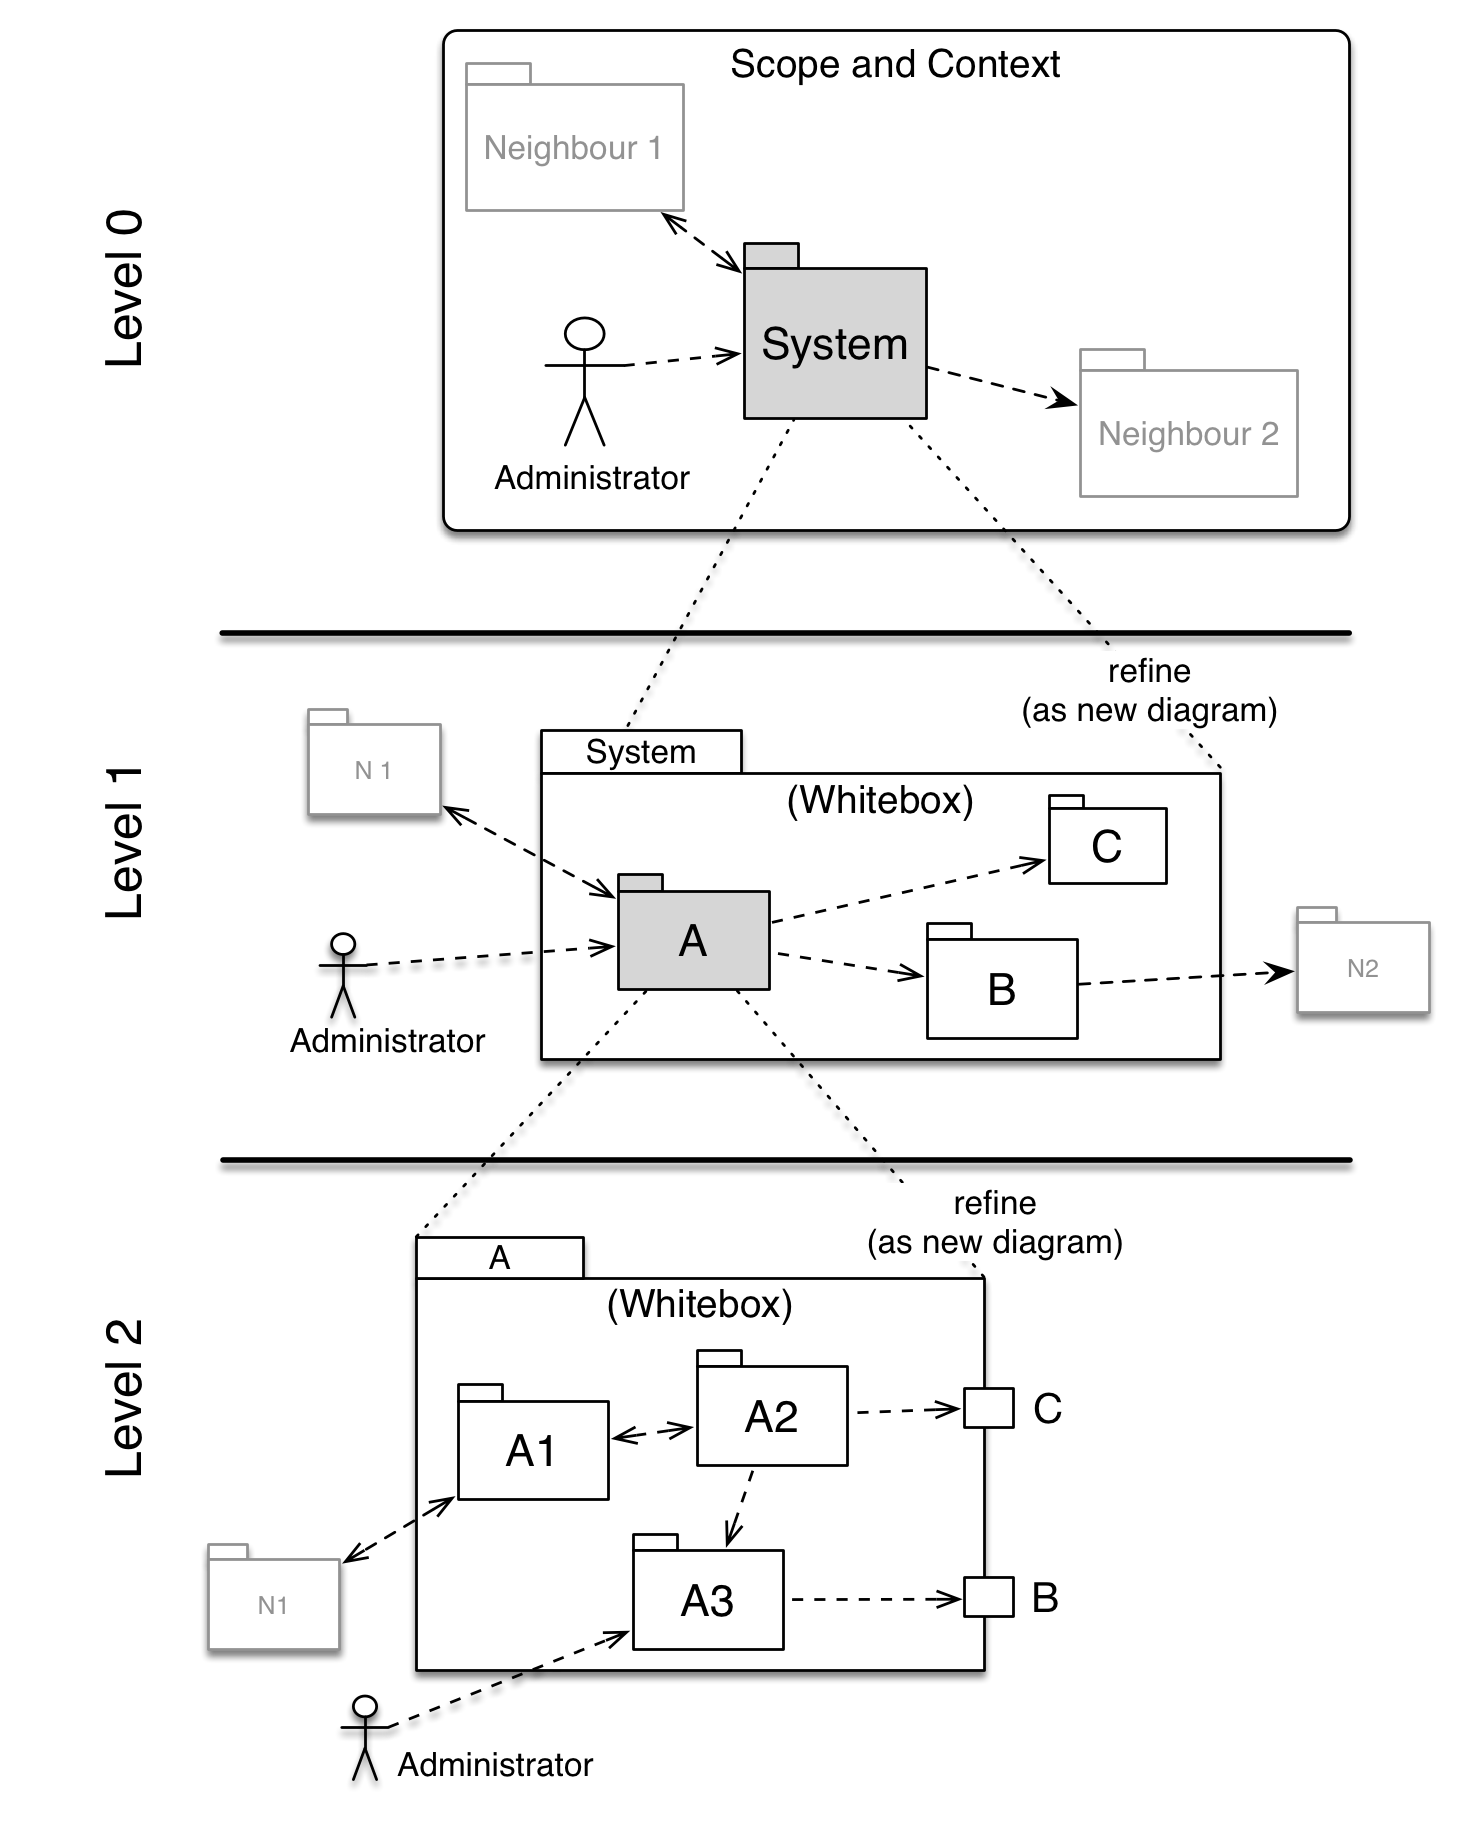 Level 0
Scope and Context
Neighbour 1
System
Neighbour 2
Administrator
Level 1
refine
(as new diagram)
System
(Whitebox)
N 1
C
A
B
N2
Administrator
Level 2
refine
(as new diagram)
A
(Whitebox)
A2
C
A1
A3
B
N1
Administrator